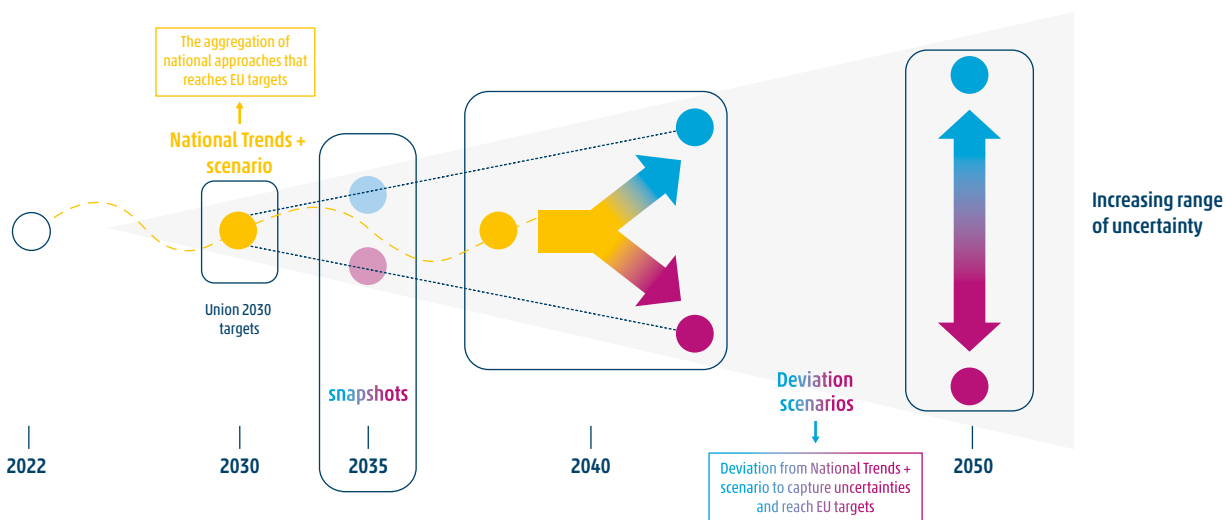 The aggregation of
national approaches that
reaches EU targets
National Trends +
scenario
Union 2030
targets
snapshots
Deviation
scenarios
Increasing range
of uncertainty
2022
2030
2035
2040
2050
Deviation from National Trends +
scenario to capture uncertainties
and reach EU targets